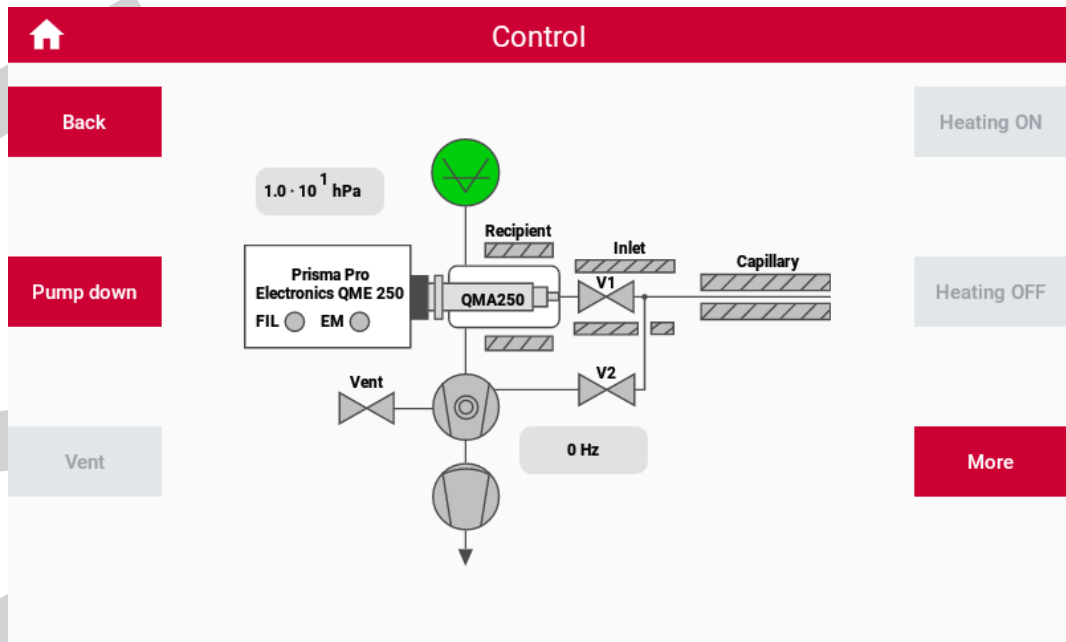 Control
Back
Heating ON
1.0 · 10 1 hPa
Recipient
Inlet
Capillary
Prisma Pro
Electronics QME 250
FIL EM
QMA250
V1
Pump down
Heating OFF
Vent
V2
0 Hz
Vent
More